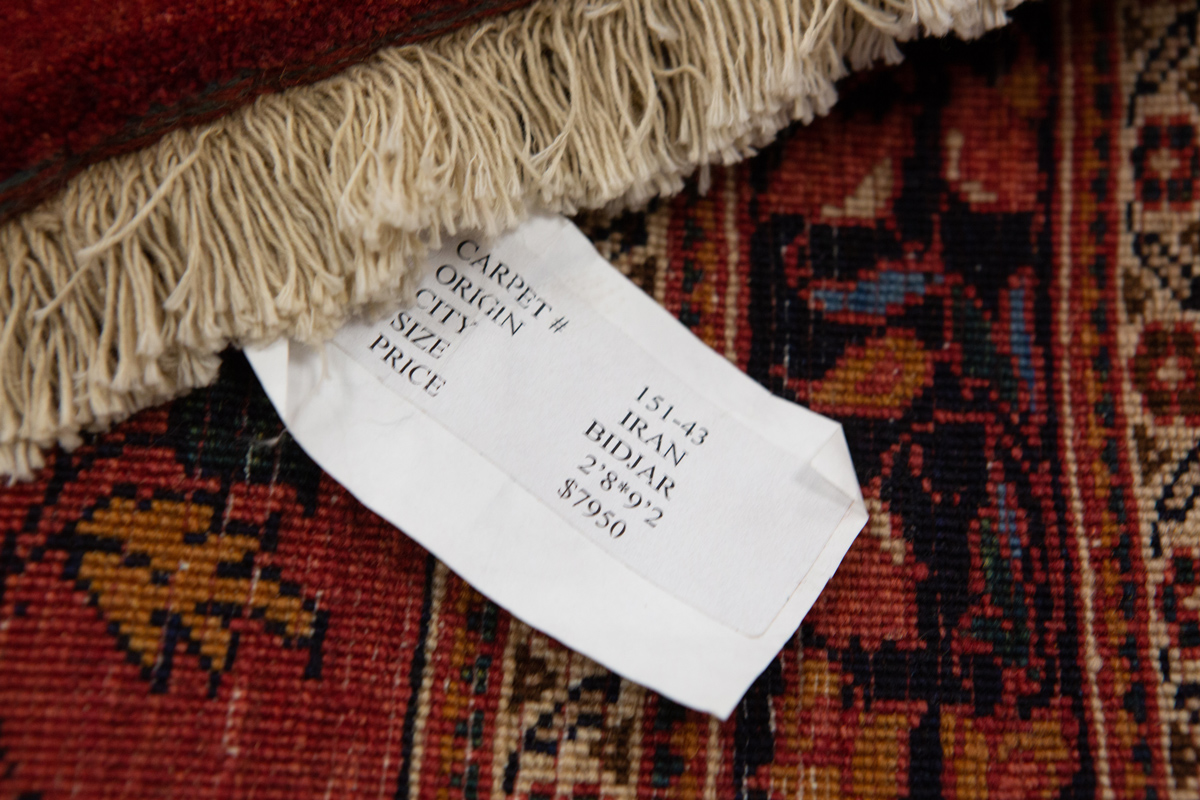 CARPET # 151-43
ORIGIN IRAN
CITY BIDJAR
SIZE 2'8*9'2
PRICE $7950